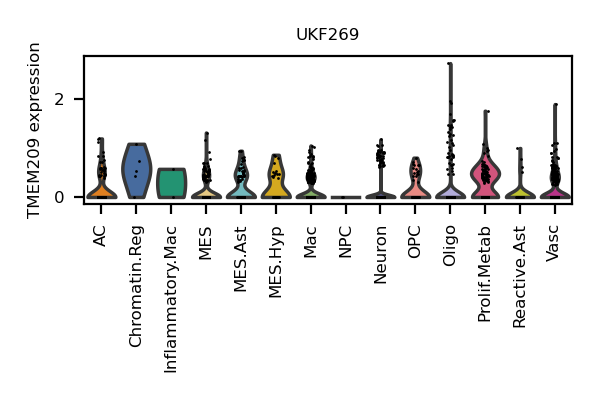 UKF269
TMEM209 expression
2
0
AC
Chromatin.Reg
Inflammatory.Mac
MES
MES.Ast
MES.Hyp
Mac
NPC
Neuron
OPC
Oligo
Prolif.Metab
Reactive.Ast
Vasc